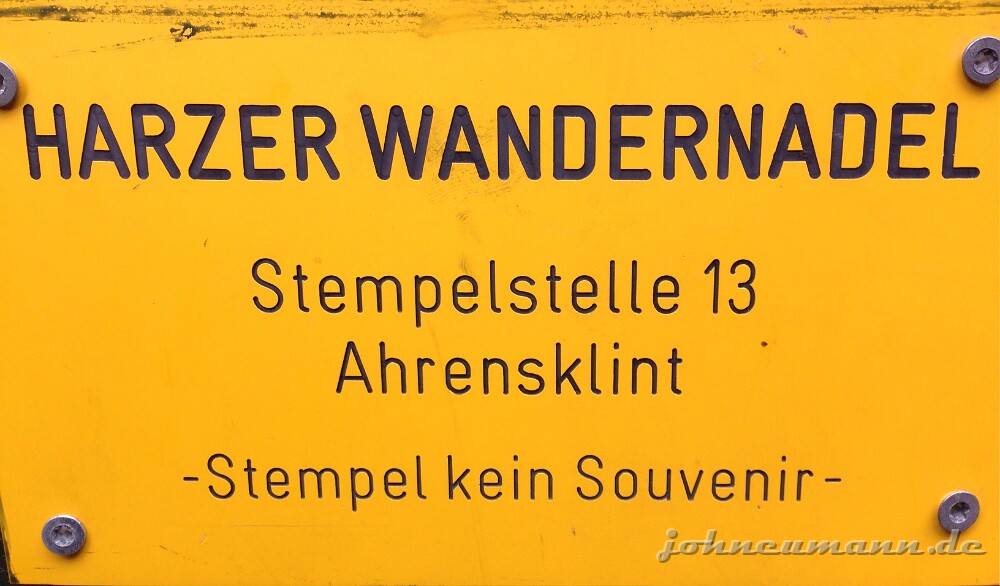 HARZER WANDERNADEL
Stempelstelle 13
Ahrensklint
-Stempel kein Souvenir-
johneumann.de